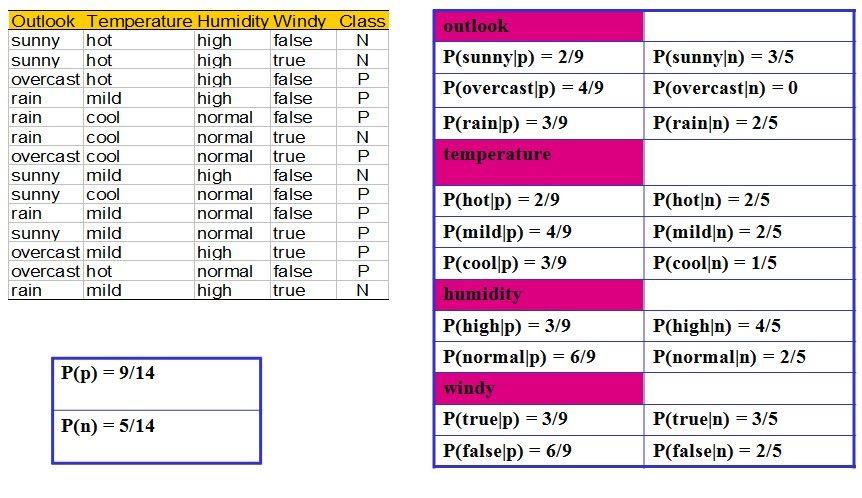 Outlook Temperature Humidity Windy Class
sunny hot high false N
sunny hot high true N
overcast hot high false P
rain mild high false P
rain cool normal false P
rain cool normal true N
overcast cool normal true P
sunny mild high false N
sunny cool normal false P
rain mild normal false P
sunny mild normal true P
overcast mild high true P
overcast hot normal false P
rain mild high true N
P(p) = 9/14
P(n) = 5/14
outlook
P(sunny|p) = 2/9 P(sunny|n) = 3/5
P(overcast|p) = 4/9 P(overcast|n) = 0
P(rain|p) = 3/9 P(rain|n) = 2/5
temperature
P(hot|p) = 2/9 P(hot|n) = 2/5
P(mild|p) = 4/9 P(mild|n) = 2/5
P(cool|p) = 3/9 P(cool|n) = 1/5
humidity
P(high|p) = 3/9 P(high|n) = 4/5
P(normal|p) = 6/9 P(normal|n) = 2/5
windy
P(true|p) = 3/9 P(true|n) = 3/5
P(false|p) = 6/9 P(false|n) = 2/5